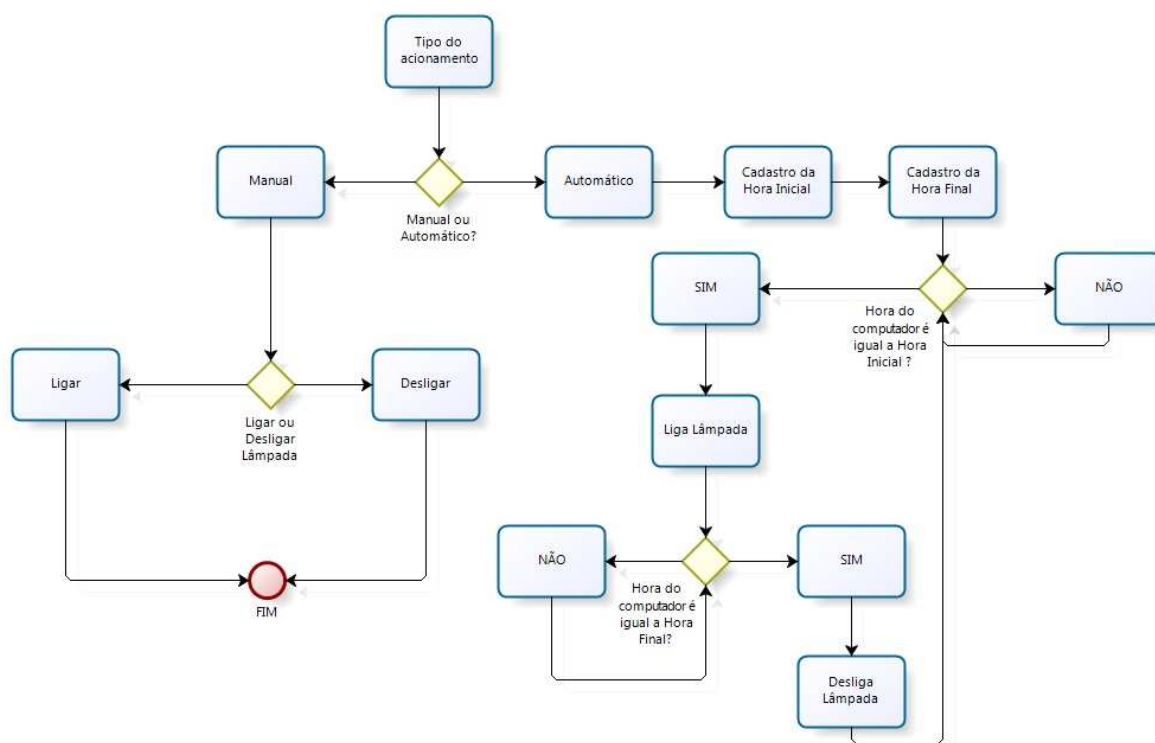 Tipo do
acionamento
Manual
Manual ou
Automático?
Automático
Cadastro da
Hora Inicial
Cadastro da
Hora Final
SIM
Hora do
computador é
igual a Hora
Inicial ?
NÃO
Ligar
Ligar ou
Desligar
Lâmpada
Desligar
Liga Lâmpada
NÃO
Hora do
computador é
igual a Hora
Final?
SIM
FIM
Desliga
Lâmpada